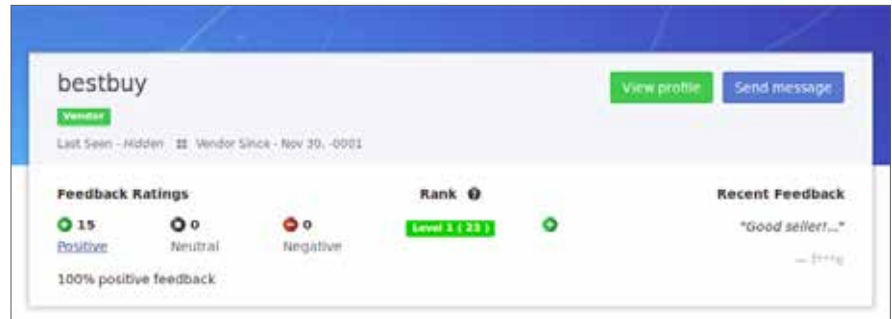 bestbuy
View profile
Send message
Vendor
Last Seen - Hidden
Vendor Since - Nov 30, -0001
Feedback Ratings
Rank
Recent Feedback
15
0
0
Level 1 ( 23 )
"Good seller!..."
Positive
Neutral
Negative
100% positive feedback